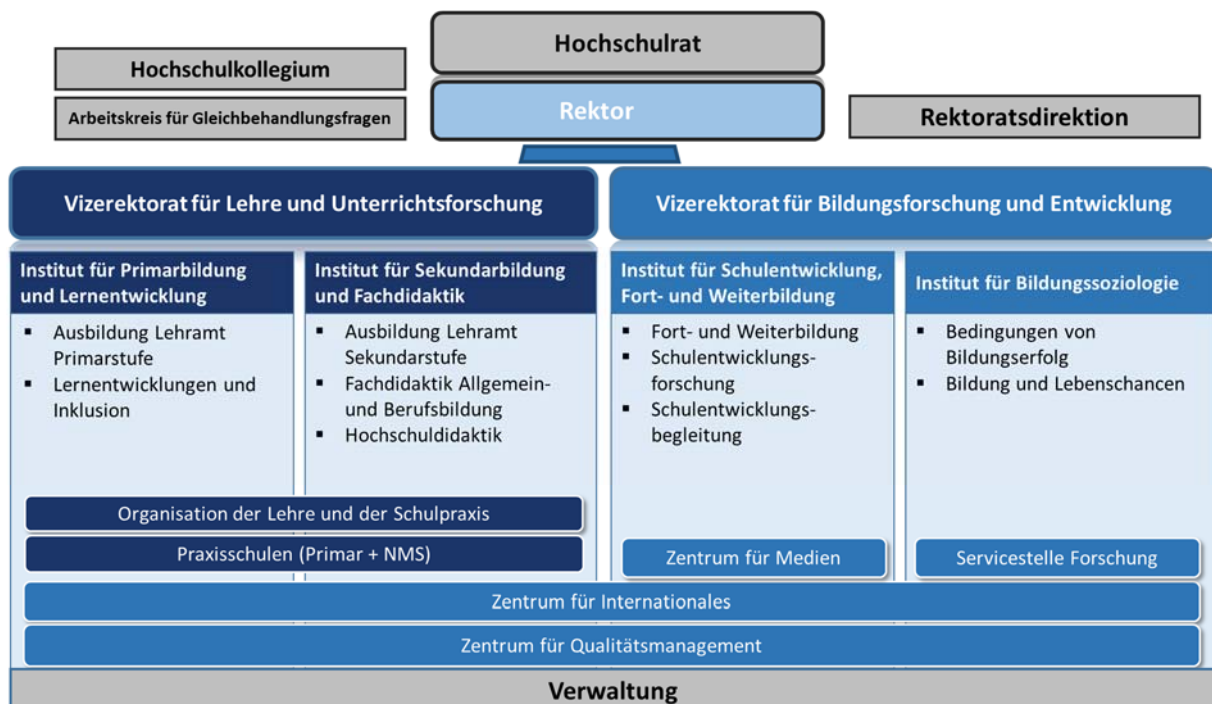 Hochschulrat
Hochschulkollegium
Arbeitskreis für Gleichbehandlungsfragen
Rektor
Rektoratsdirektion
Vizerektorat für Lehre und Unterrichtsforschung
Vizerektorat für Bildungsforschung und Entwicklung
Institut für Primarbildung
und Lernentwicklung
▪ Ausbildung Lehramt
Primarstufe
▪ Lernentwicklungen und
Inklusion
Institut für Sekundarbildung
und Fachdidaktik
▪ Ausbildung Lehramt
Sekundarstufe
▪ Fachdidaktik Allgemein-
und Berufsbildung
▪ Hochschuldidaktik
Institut für Schulentwicklung,
Fort- und Weiterbildung
▪ Fort- und Weiterbildung
▪ Schulentwicklungs-
forschung
▪ Schulentwicklungs-
begleitung
Institut für Bildungssoziologie
▪ Bedingungen von
Bildungserfolg
▪ Bildung und Lebenschancen
Organisation der Lehre und der Schulpraxis
Praxisschulen (Primar + NMS)
Zentrum für Medien
Servicestelle Forschung
Zentrum für Internationales
Zentrum für Qualitätsmanagement
Verwaltung